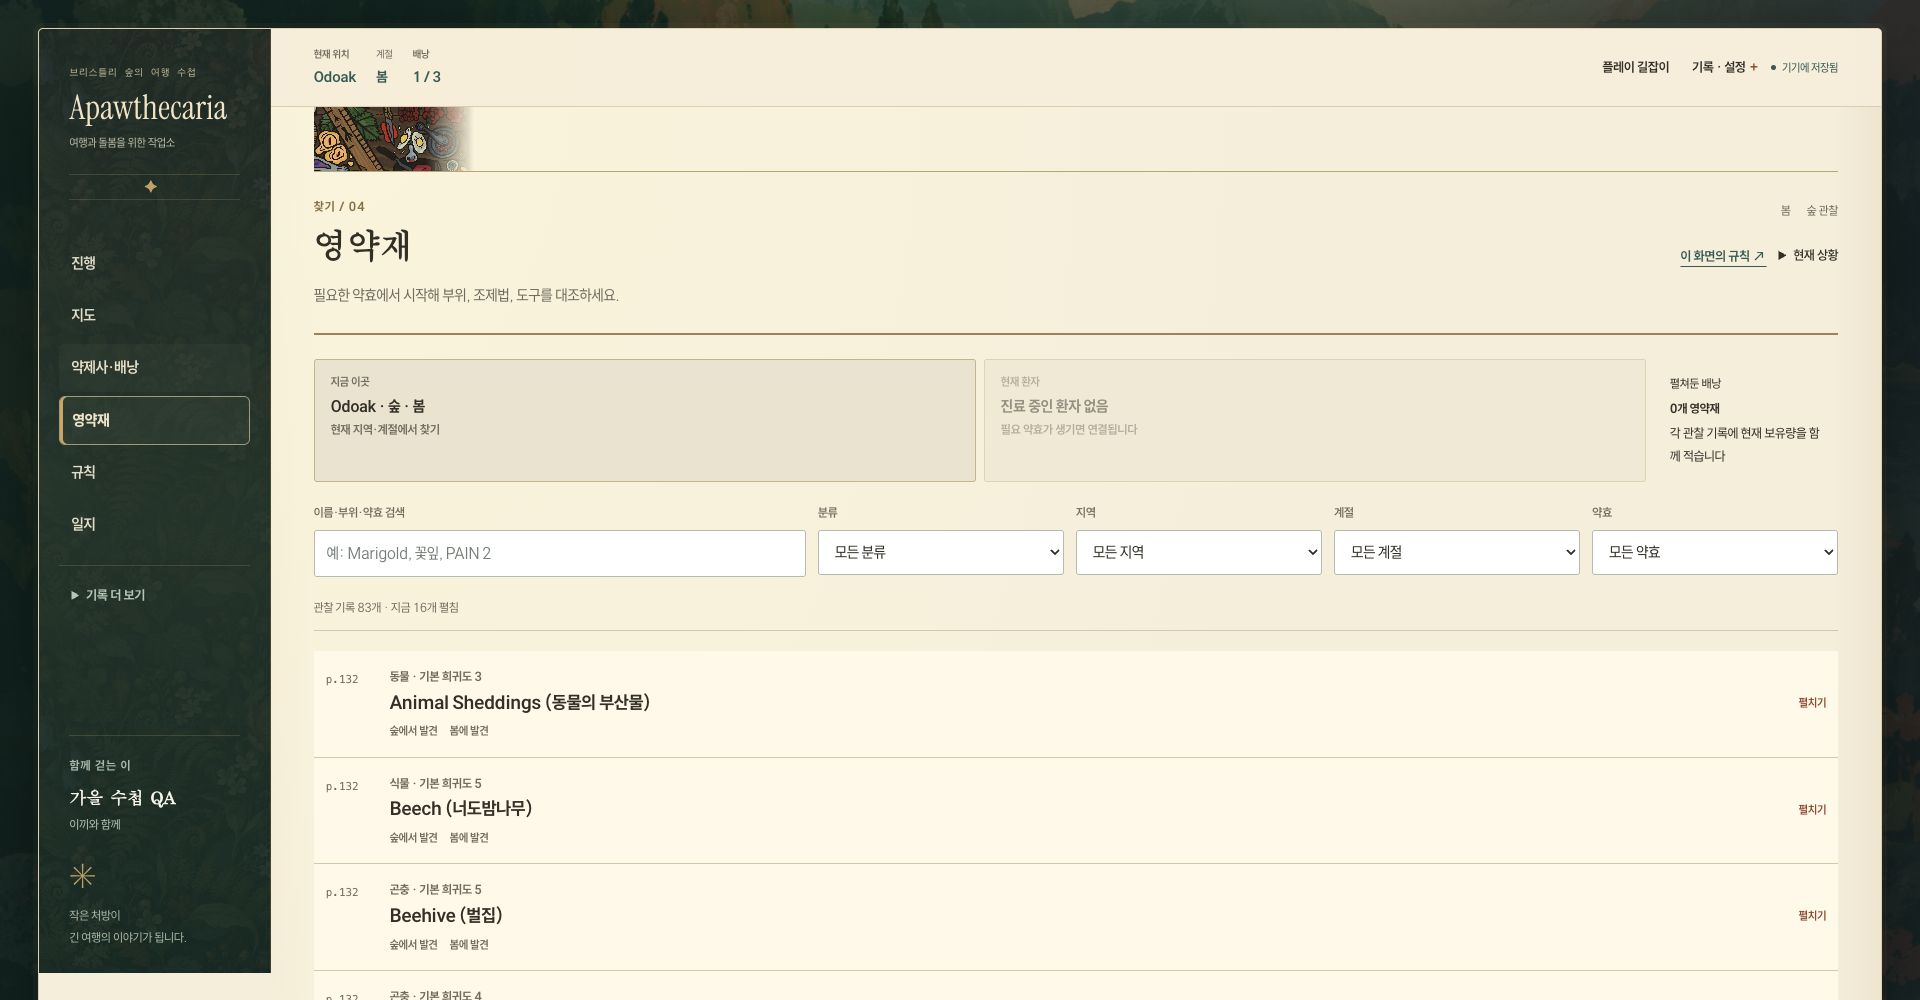 브리스틀리 숲의 여행 수첩
Apawthecaria
여행과 돌봄을 위한 작업소
진행
지도
약제사·배낭
영약재
규칙
일지
▶ 기록 더 보기
함께 걷는 이
가을 수첩 QA
이끼와 함께
작은 처방이
긴 여행의 이야기가 됩니다.
현재 위치 계절 배낭
Odoak 봄 1 / 3
플레이 길잡이 기록 · 설정 + 기기에 저장됨
찾기 / 04
영약재
필요한 약효에서 시작해 부위, 조제법, 도구를 대조하세요.
봄 숲 관찰
이 화면의 규칙 ↗ ▶ 현재 상황
지금 이곳
Odoak · 숲 · 봄
현재 지역·계절에서 찾기
현재 환자
진료 중인 환자 없음
필요 약효가 생기면 연결됩니다
펼쳐둔 배낭
0개 영약재
각 관찰 기록에 현재 보유량을 함
께 적습니다
이름·부위·약효 검색 분류 지역 계절 약효
예: Marigold, 꽃잎, PAIN 2 모든 분류 모든 지역 모든 계절 모든 약효
관찰 기록 83개 · 지금 16개 펼침
p.132 동물 · 기본 희귀도 3
Animal Sheddings (동물의 부산물)
숲에서 발견 봄에 발견
펼치기
p.132 식물 · 기본 희귀도 5
Beech (너도밤나무)
숲에서 발견 봄에 발견
펼치기
p.132 곤충 · 기본 희귀도 5
Beehive (벌집)
숲에서 발견 봄에 발견
펼치기
p.132 곤충 · 기본 희귀도 4